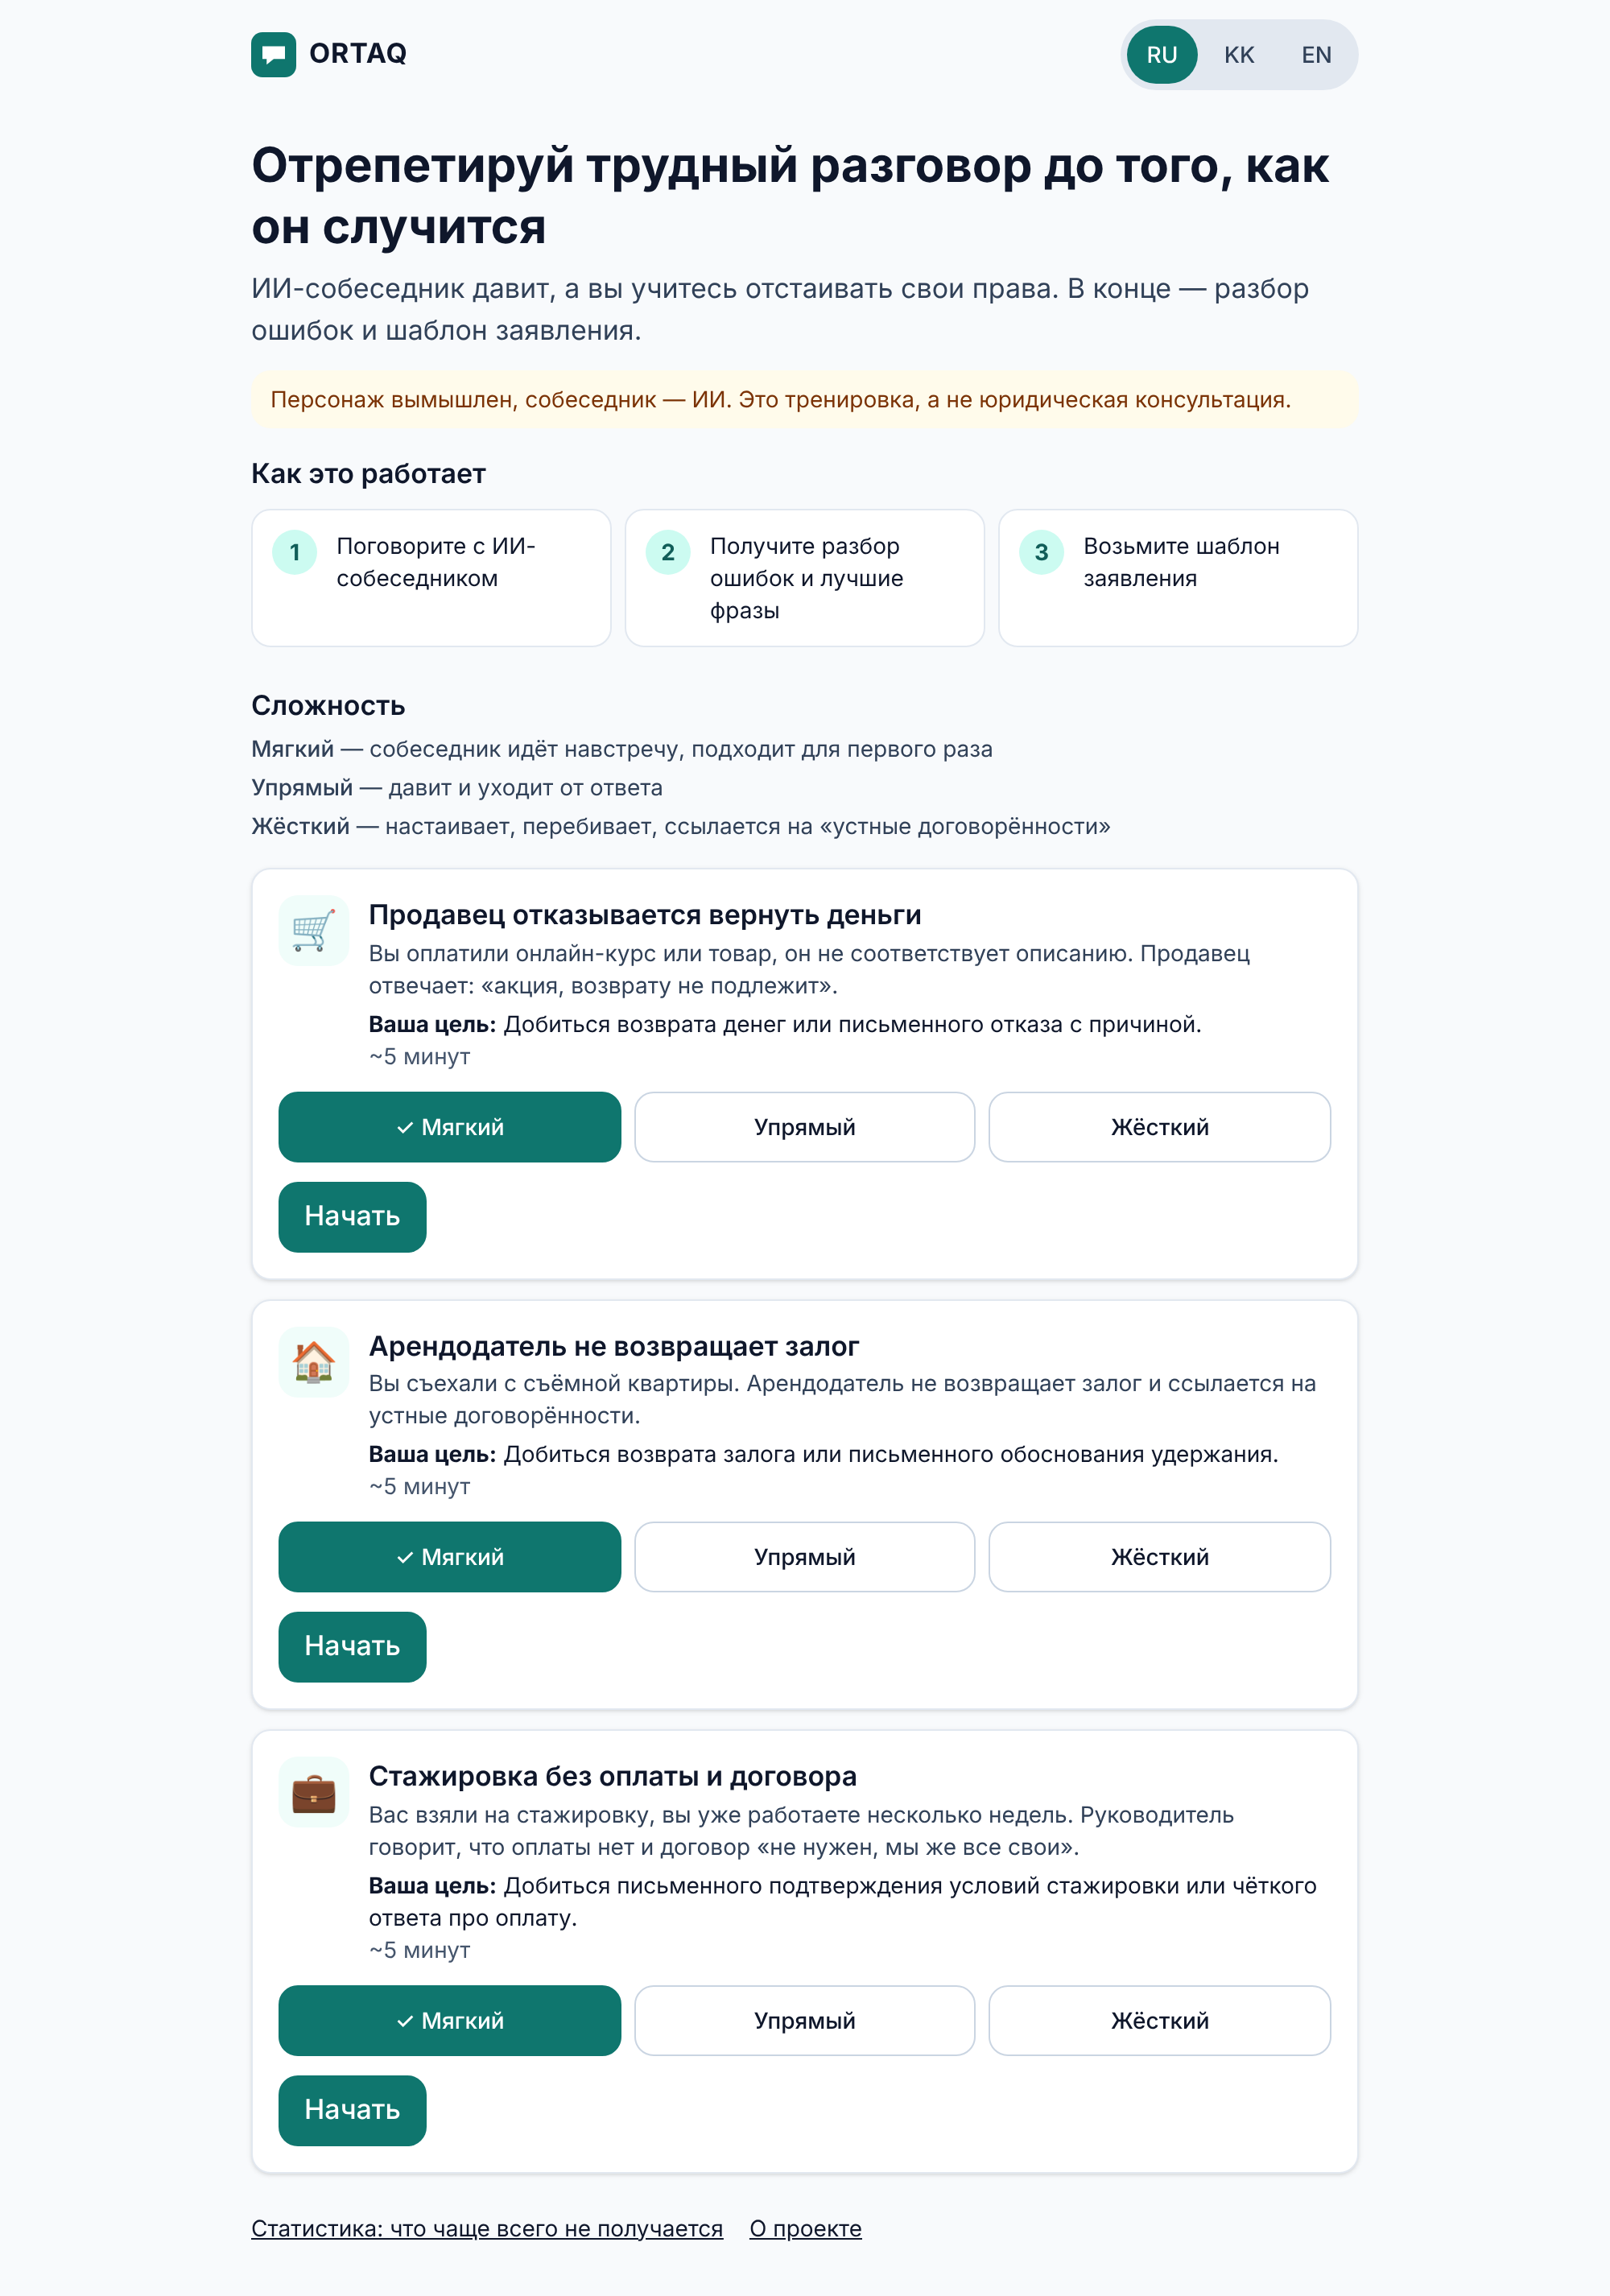 ORTAQ
RU KK EN
Отрепетируй трудный разговор до того, как
он случится
ИИ-собеседник давит, а вы учитесь отстаивать свои права. В конце — разбор
ошибок и шаблон заявления.
Персонаж вымышлен, собеседник — ИИ. Это тренировка, а не юридическая консультация.
Как это работает
1 Поговорите с ИИ-
собеседником
2 Получите разбор
ошибок и лучшие
фразы
3 Возьмите шаблон
заявления
Сложность
Мягкий — собеседник идёт навстречу, подходит для первого раза
Упрямый — давит и уходит от ответа
Жёсткий — настаивает, перебивает, ссылается на «устные договорённости»
Продавец отказывается вернуть деньги
Вы оплатили онлайн-курс или товар, он не соответствует описанию. Продавец
отвечает: «акция, возврату не подлежит».
Ваша цель: Добиться возврата денег или письменного отказа с причиной.
~5 минут
✓ Мягкий Упрямый Жёсткий
Начать
Арендодатель не возвращает залог
Вы съехали с съёмной квартиры. Арендодатель не возвращает залог и ссылается на
устные договорённости.
Ваша цель: Добиться возврата залога или письменного обоснования удержания.
~5 минут
✓ Мягкий Упрямый Жёсткий
Начать
Стажировка без оплаты и договора
Вас взяли на стажировку, вы уже работаете несколько недель. Руководитель
говорит, что оплаты нет и договор «не нужен, мы же все свои».
Ваша цель: Добиться письменного подтверждения условий стажировки или чёткого
ответа про оплату.
~5 минут
✓ Мягкий Упрямый Жёсткий
Начать
Статистика: что чаще всего не получается О проекте